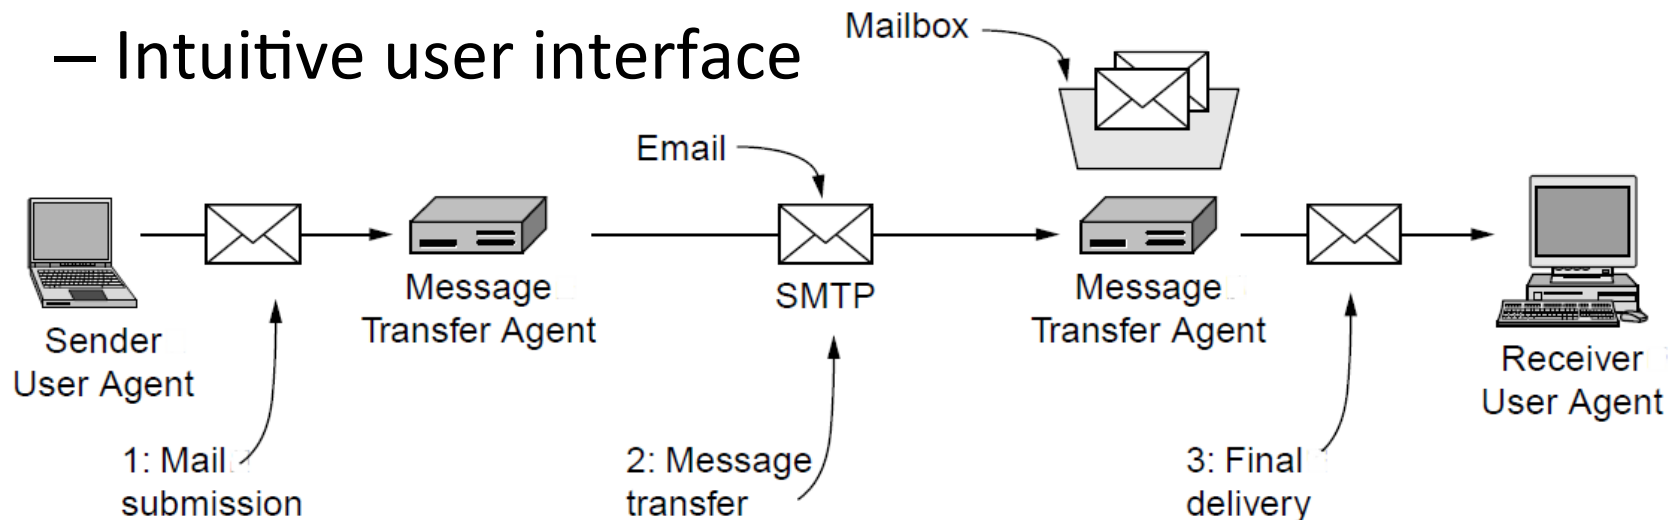 – Intuitive user interface
Mailbox
Email
Message
Transfer Agent
SMTP
Message
Transfer Agent
Sender
User Agent
Receiver
User Agent
1: Mail
submission
2: Message
transfer
3: Final
delivery